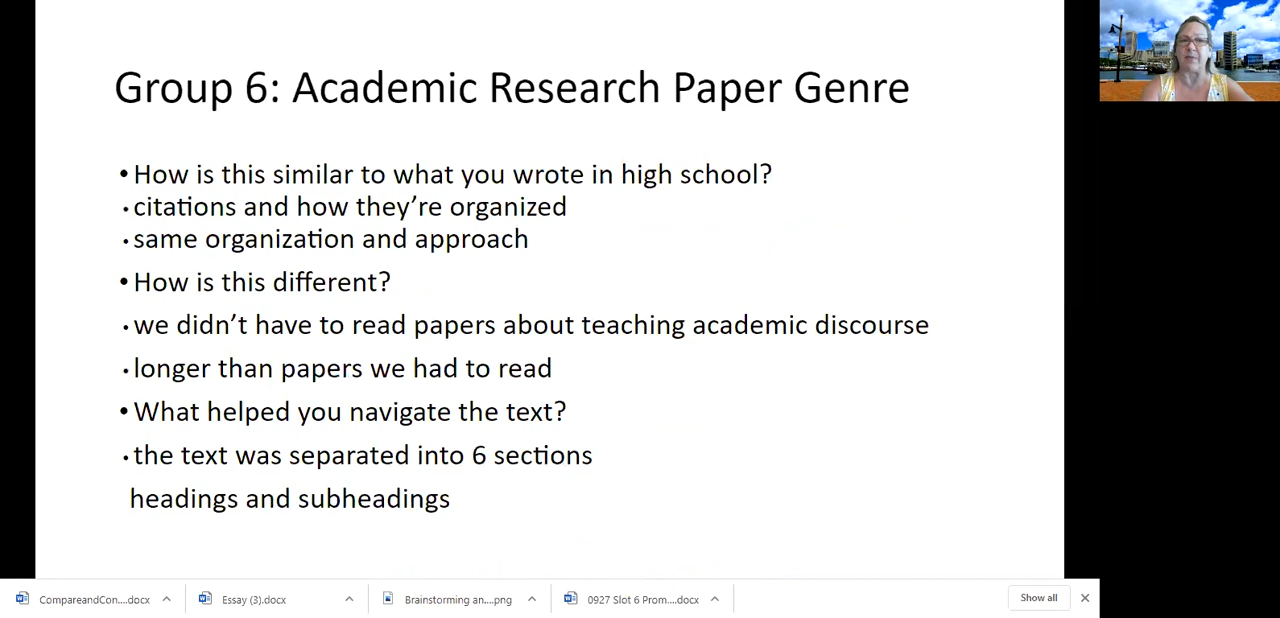 Group 6: Academic Research Paper Genre
• How is this similar to what you wrote in high school?
• citations and how they're organized
• same organization and approach
• How is this different?
• we didn't have to read papers about teaching academic discourse
• longer than papers we had to read
• What helped you navigate the text?
• the text was separated into 6 sections
headings and subheadings
CompareandCon....docx
Essay (3).docx
Brainstorming an....png
0927 Slot 6 Prom....docx
Show all